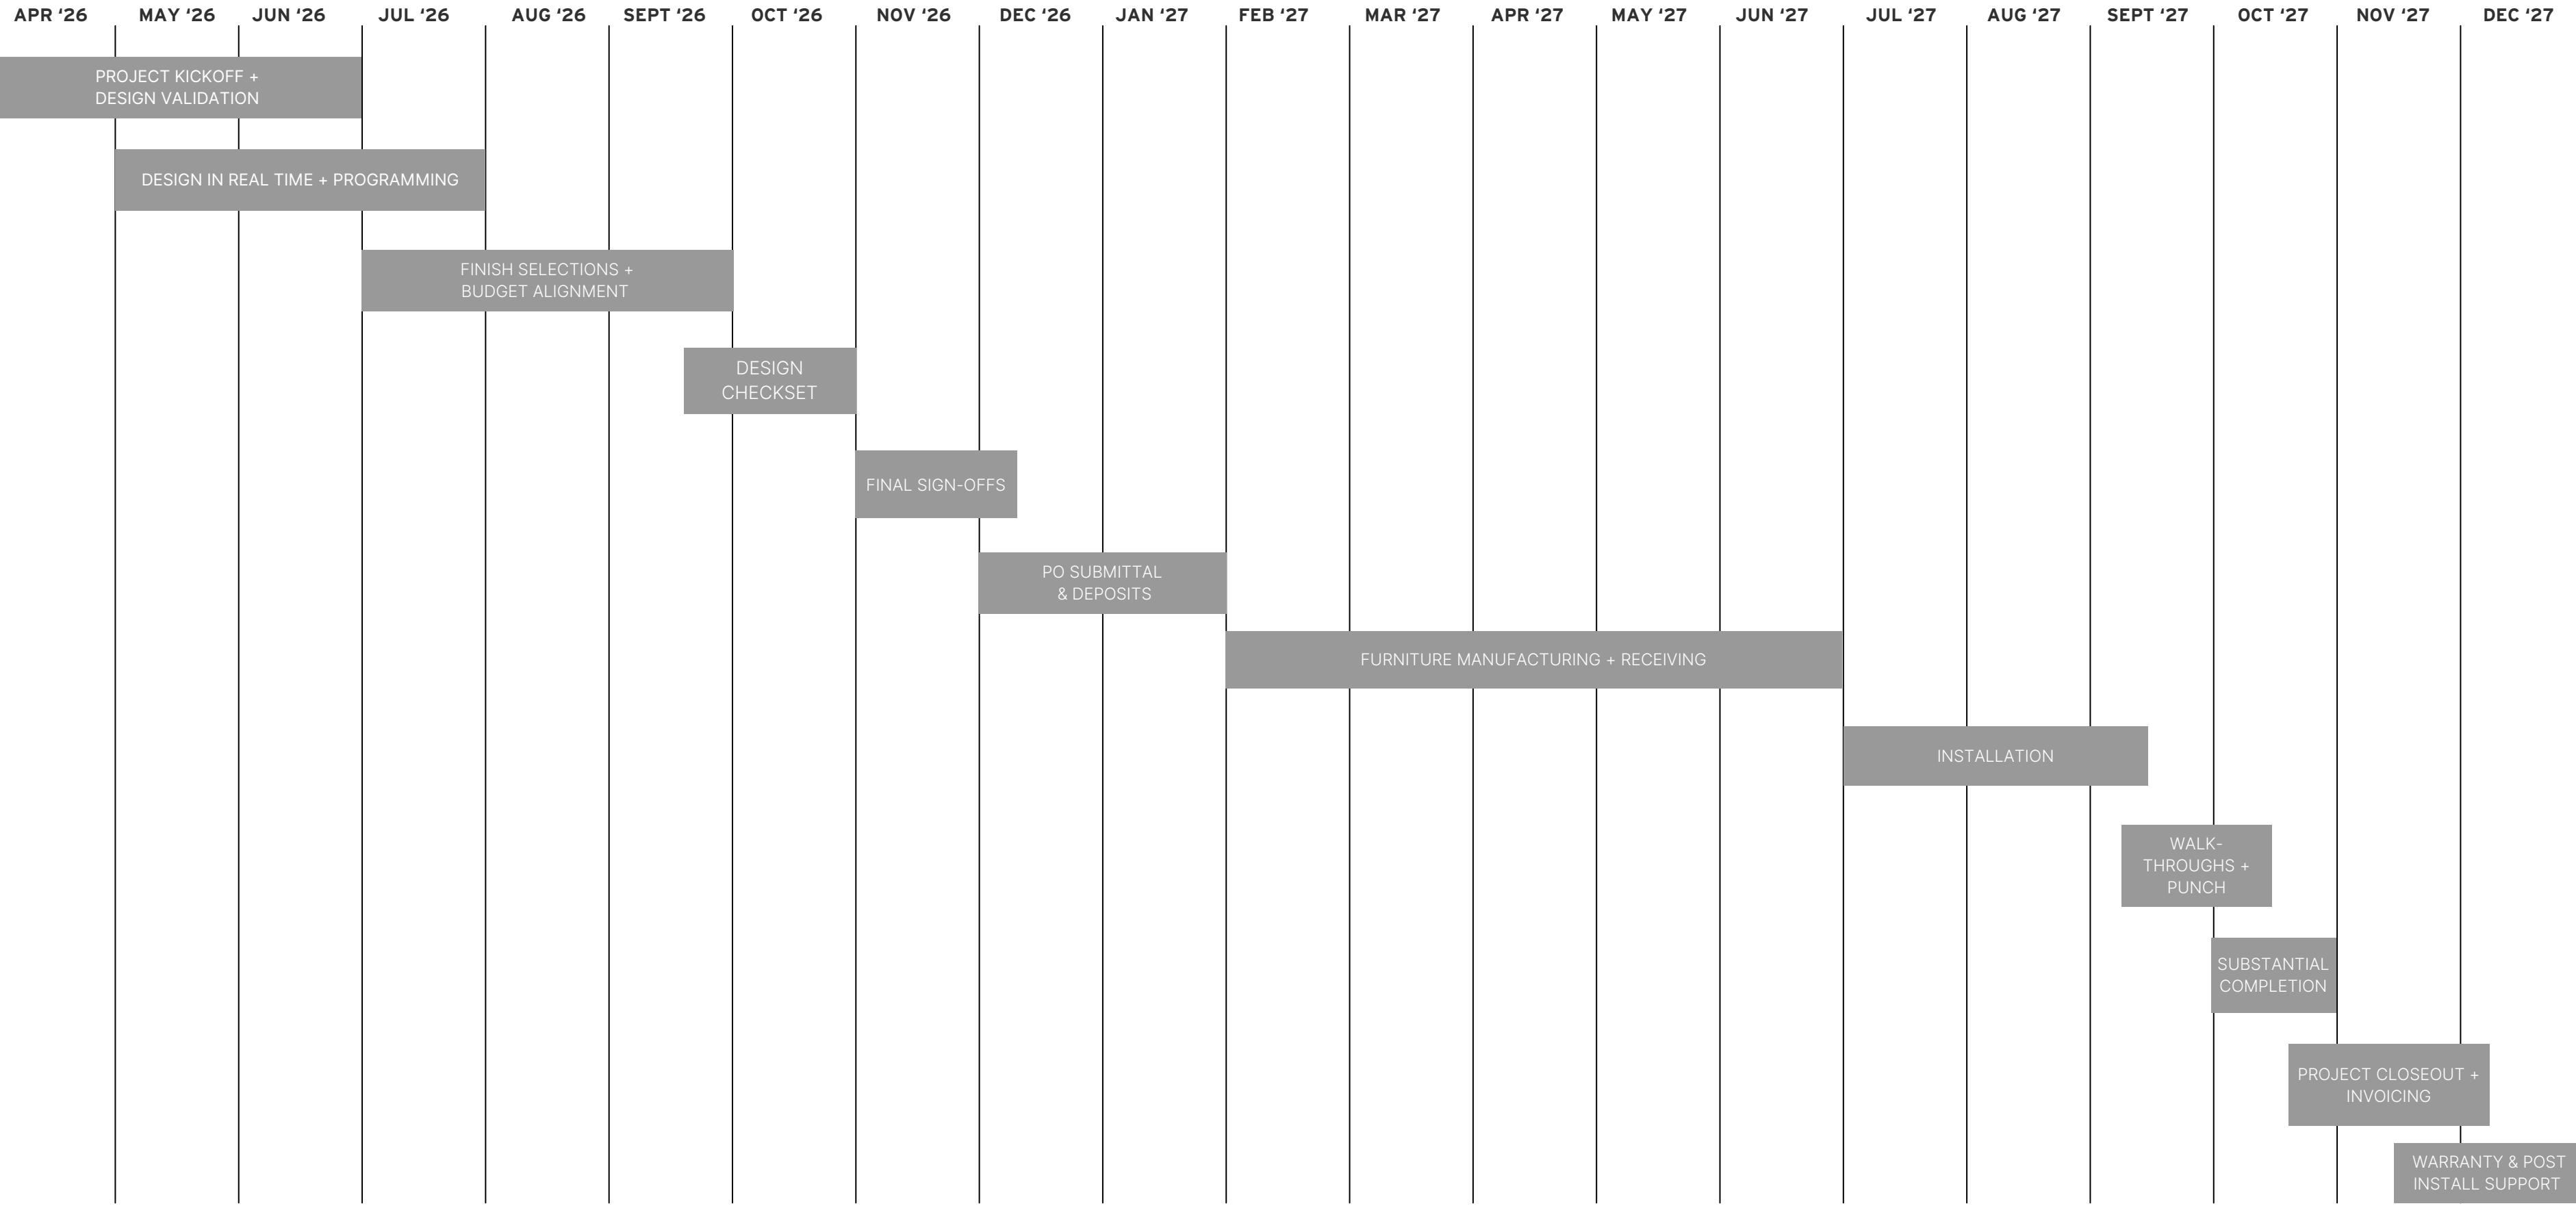 APR ‘26 MAY ‘26 JUN ‘26 JUL ‘26 AUG ‘26 SEPT ‘26 OCT ‘26 NOV ‘26 DEC ‘26 JAN ‘27 FEB ‘27 MAR ‘27 APR ‘27 MAY ‘27 JUN ‘27 JUL ‘27 AUG ‘27 SEPT ‘27 OCT ‘27 NOV ‘27 DEC ‘27
PROJECT KICKOFF +
DESIGN VALIDATION
DESIGN IN REAL TIME + PROGRAMMING
FINISH SELECTIONS +
BUDGET ALIGNMENT
DESIGN
CHECKSET
FINAL SIGN-OFFS
PO SUBMITTAL
& DEPOSITS
FURNITURE MANUFACTURING + RECEIVING
INSTALLATION
WALK-
THROUGHS +
PUNCH
SUBSTANTIAL
COMPLETION
PROJECT CLOSEOUT +
INVOICING
WARRANTY & POST
INSTALL SUPPORT